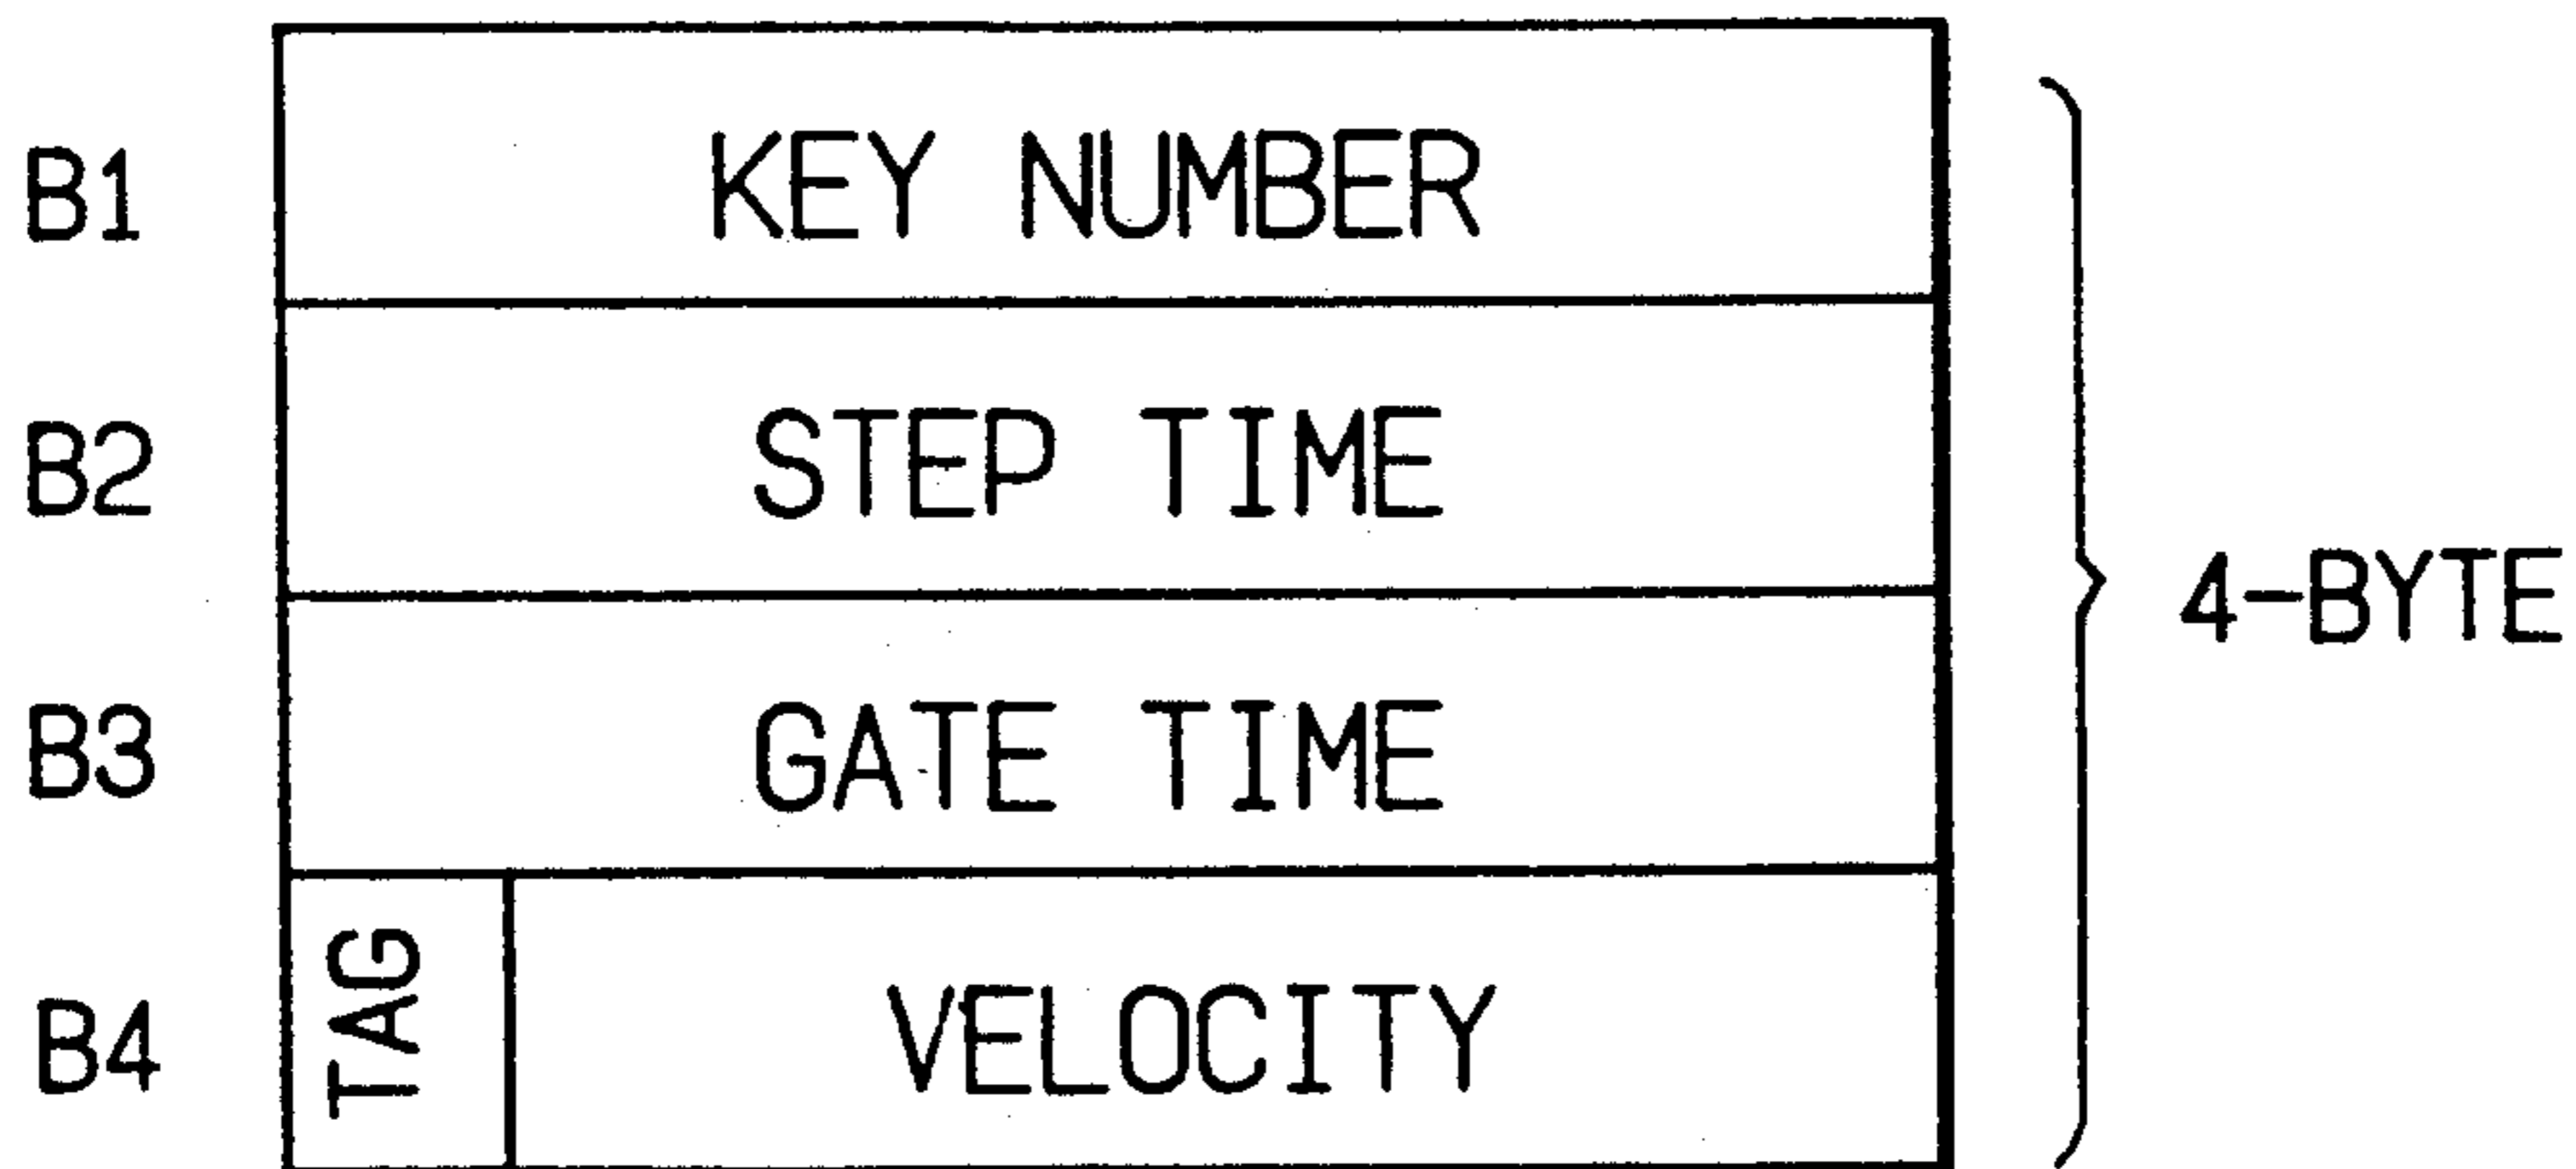 B1 KEY NUMBER
B2 STEP TIME
4-BYTE
B3 GATE TIME
B4 TAG VELOCITY